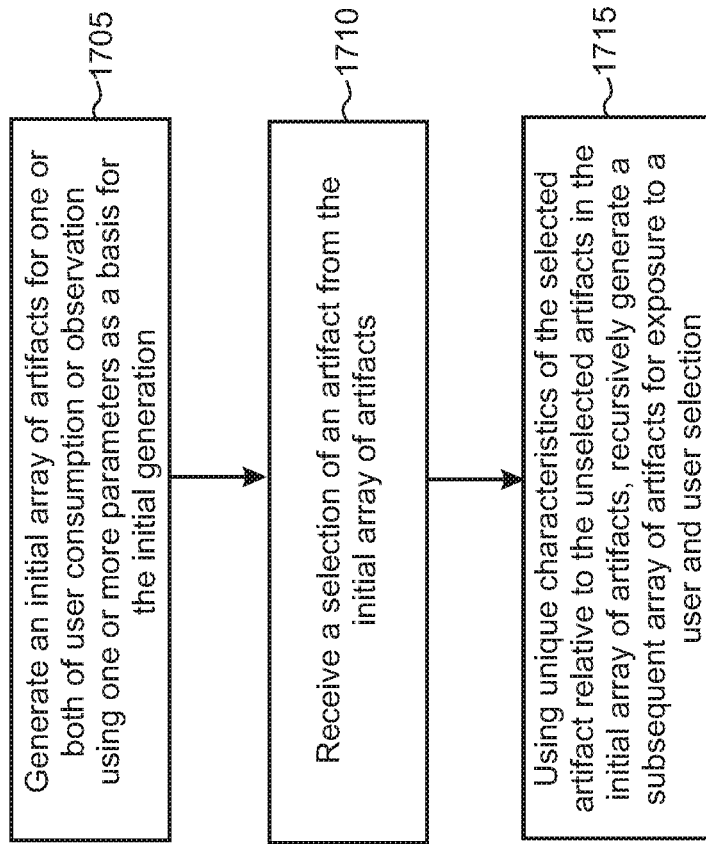 Generate an initial array of artifacts for one or
both of user consumption or observation
using one or more parameters as a basis for
the initial generation
1705
Receive a selection of an artifact from the
initial array of artifacts
1710
Using unique characteristics of the selected
artifact relative to the unselected artifacts in the
initial array of artifacts, recursively generate a
subsequent array of artifacts for exposure to a
user and user selection
1715